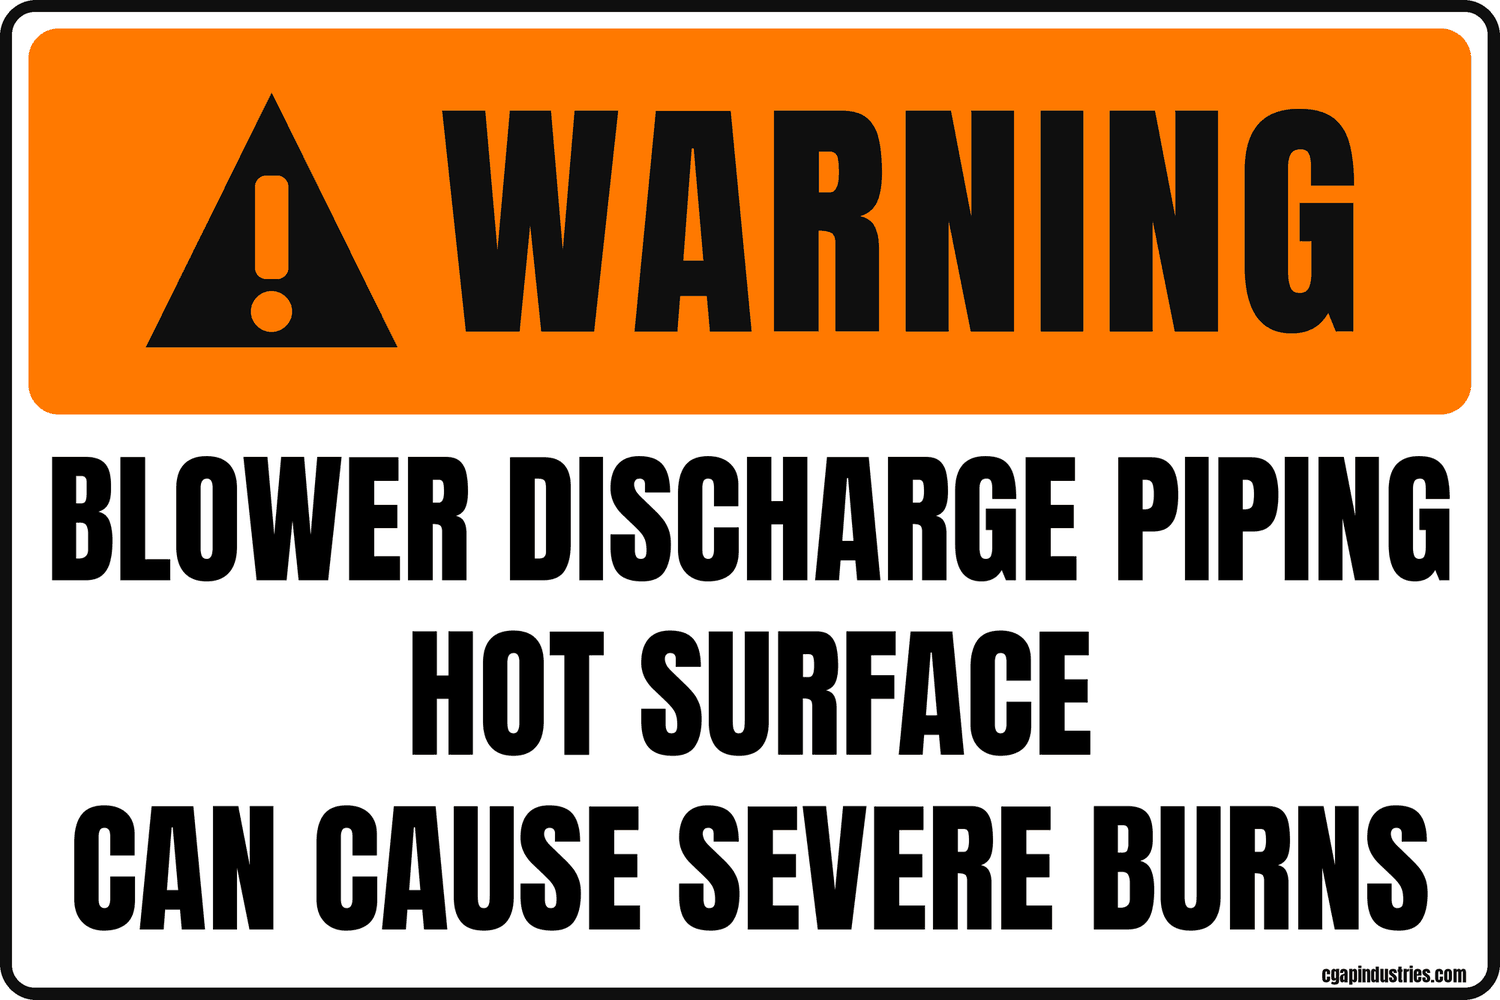 WARNING
BLOWER DISCHARGE PIPING
HOT SURFACE
CAN CAUSE SEVERE BURNS
cgapindustries.com